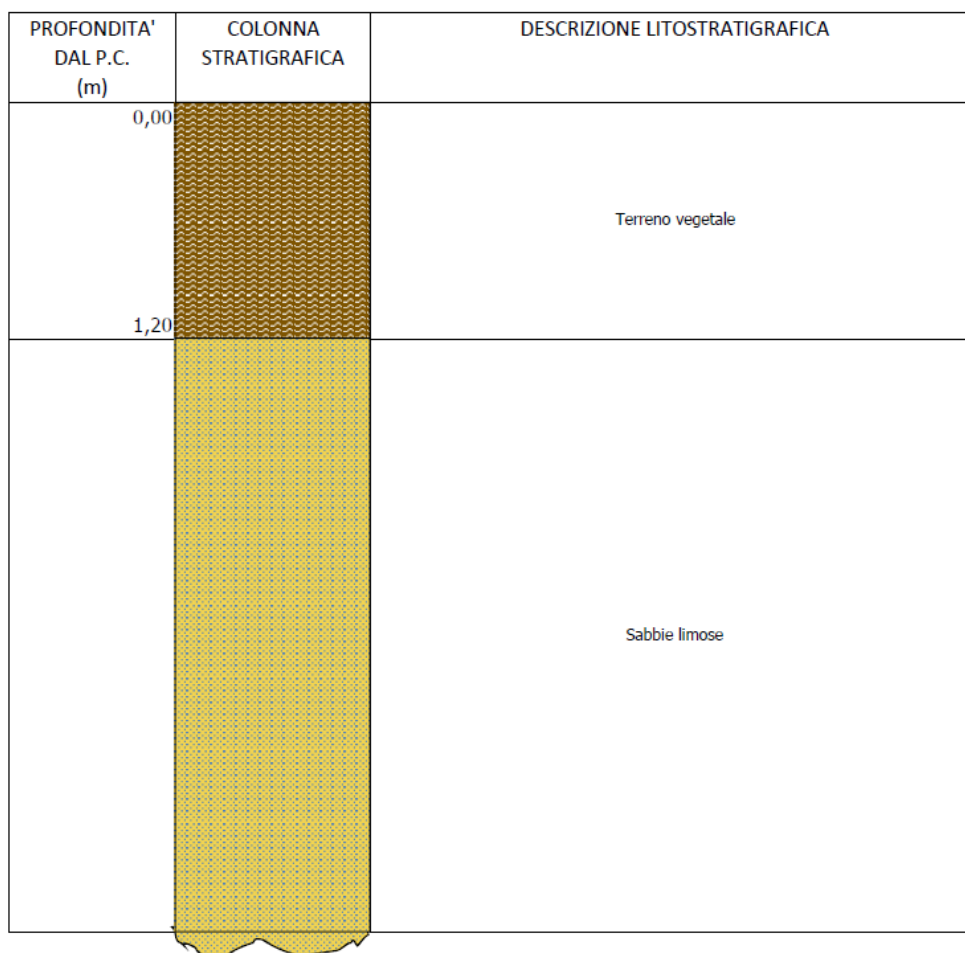 PROFONDITA'
DAL P.C.
(m)
COLONNA
STRATIGRAFICA
DESCRIZIONE LITOSTRATIGRAFICA
0,00
Terreno vegetale
1,20
Sabbie limose